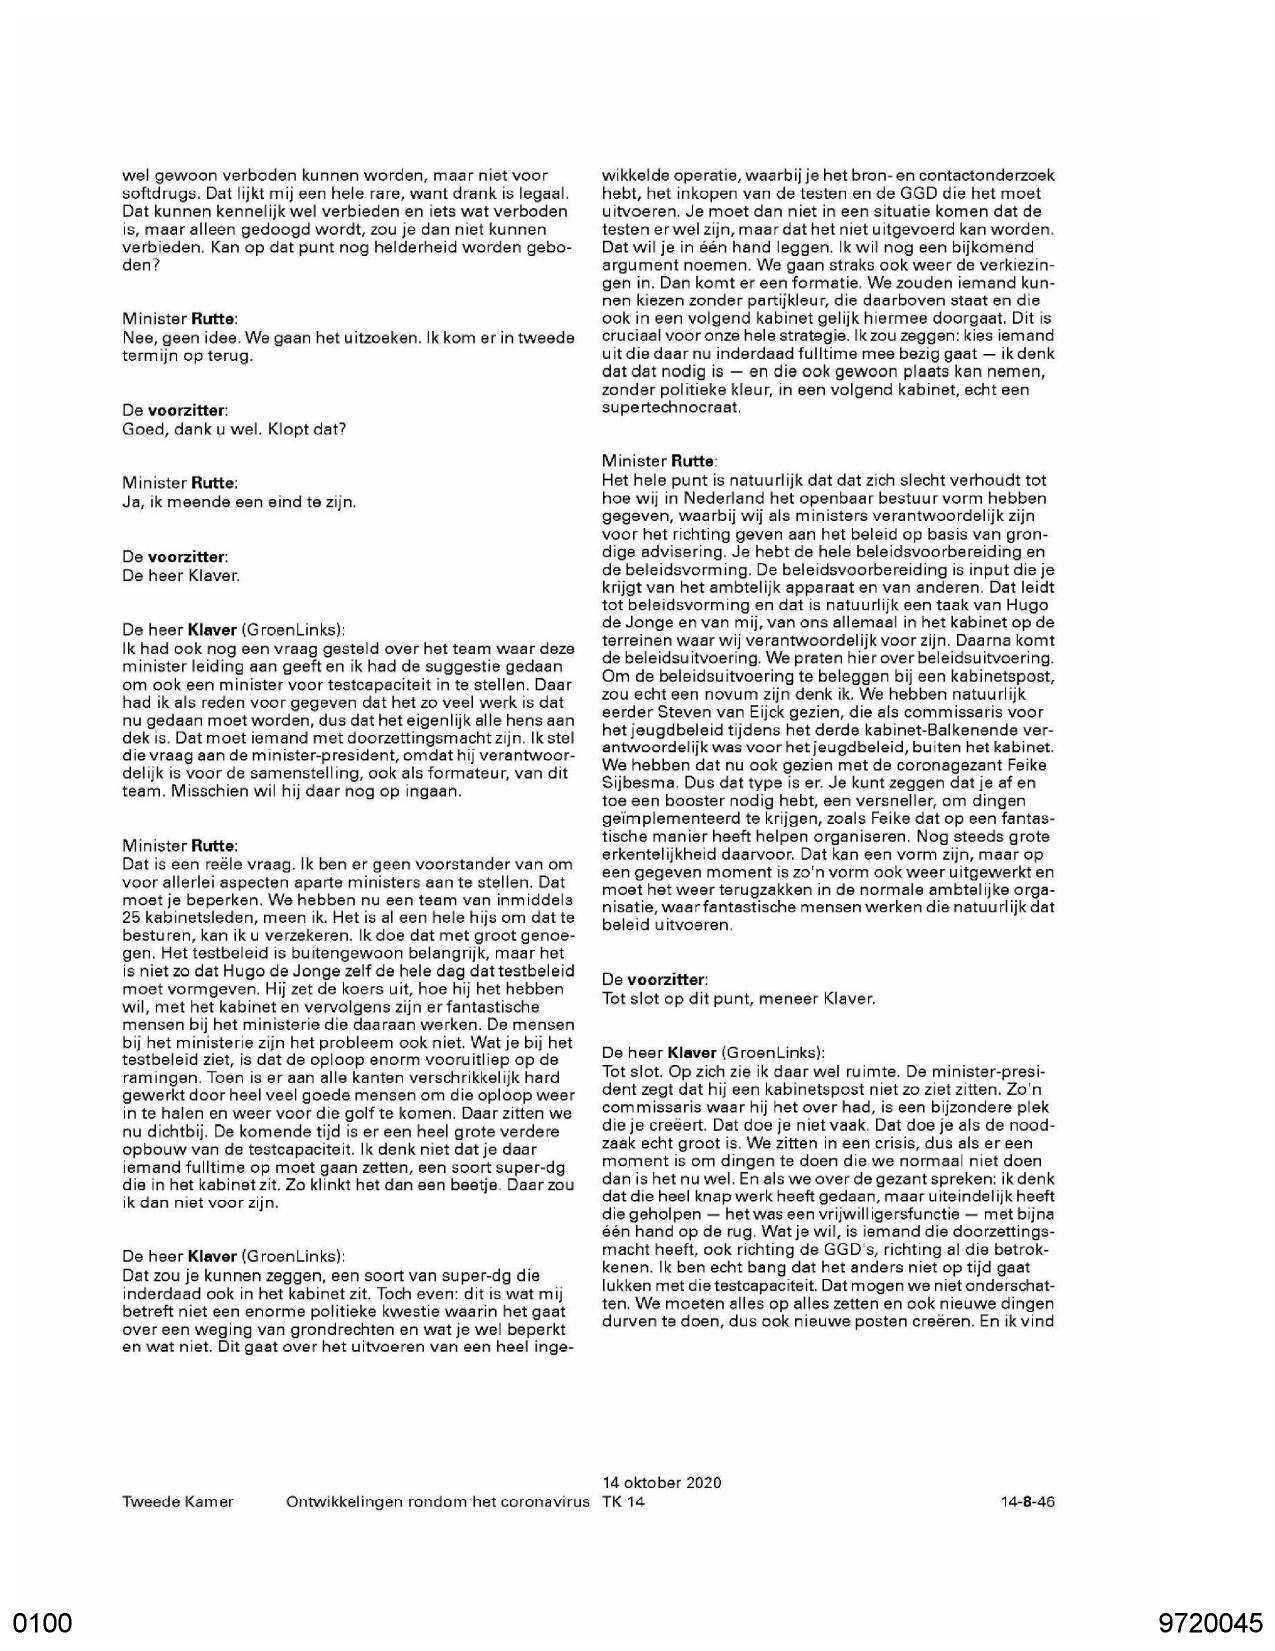 wel gewoon verboden kunnen worden, maar niet voor
softdrugs. Dat lijkt mij een hele rare, want drank is legaal.
Dat kunnen kennelijk wel verbieden en iets wat verboden
is, maar alleen gedoogd wordt, zou je dan niet kunnen
verbieden. Kan op dat punt nog helderheid worden gebo-
den?
Minister Rutte:
Nee, geen idee. We gaan het uitzoeken. Ik kom er in tweede
termijn op terug.
De voorzitter:
Goed, dank u wel. Klopt dat?
Minister Rutte:
Ja, ik meende een eind te zijn.
De voorzitter:
De heer Klaver.
De heer Klaver (GroenLinks):
Ik had ook nog een vraag gesteld over het team waar deze
minister leiding aan geeft en ik had de suggestie gedaan
om ook een minister voor testcapaciteit in te stellen. Daar
had ik als reden voor gegeven dat het zo veel werk is dat
nu gedaan moet worden, dus dat het eigenlijk alle hens aan
dek is. Dat moet iemand met doorzettingsmacht zijn. Ik stel
die vraag aan de minister-president, omdat hij verantwoor-
delijk is voor de samenstelling, ook als formateur, van dit
team. Misschien wil hij daar nog op ingaan.
Minister Rutte:
Dat is een reële vraag. Ik ben er geen voorstander van om
voor allerlei aspecten aparte ministers aan te stellen. Dat
moet je beperken. We hebben nu een team van inmiddels
25 kabinetsleden, meen ik. Het is al een hele hijs om dat te
besturen, kan ik u verzekeren. Ik doe dat met groot genoe-
gen. Het testbeleid is buitengewoon belangrijk, maar het
is niet zo dat Hugo de Jonge zelf de hele dag dat testbeleid
moet vormgeven. Hij zet de koers uit, hoe hij het hebben
wil, met het kabinet en vervolgens zijn er fantastische
mensen bij het ministerie die daaraan werken. De mensen
bij het ministerie zijn het probleem ook niet. Wat je bij het
testbeleid ziet, is dat de oploop enorm vooruitliep op de
ramingen. Toen is er aan alle kanten verschrikkelijk hard
gewerkt door heel veel goede mensen om die oploop weer
in te halen en weer voor die golf te komen. Daar zitten we
nu dichtbij. De komende tijd is er een heel grote verdere
opbouw van de testcapaciteit. Ik denk niet dat je daar
iemand fulltime op moet gaan zetten, een soort super-dg
die in het kabinet zit. Zo klinkt het dan een beetje. Daar zou
ik dan niet voor zijn.
De heer Klaver (GroenLinks):
Dat zou je kunnen zeggen, een soort van super-dg die
inderdaad ook in het kabinet zit. Toch even: dit is wat mij
betreft niet een enorme politieke kwestie waarin het gaat
over een weging van grondrechten en wat je wel beperkt
en wat niet. Dit gaat over het uitvoeren van een heel inge-
wikkelde operatie, waarbij je het bron- en contactonderzoek
hebt, het inkopen van de testen en de GGD die het moet
uitvoeren. Je moet dan niet in een situatie komen dat de
testen er wel zijn, maar dat het niet uitgevoerd kan worden.
Dat wil je in één hand leggen. Ik wil nog een bijkomend
argument noemen. We gaan straks ook weer de verkiezin-
gen in. Dan komt er een formatie. We zouden iemand kun-
nen kiezen zonder partijkleur, die daarboven staat en die
ook in een volgend kabinet gelijk hiermee doorgaat. Dit is
cruciaal voor onze hele strategie. Ik zou zeggen: kies iemand
uit die daar nu inderdaad fulltime mee bezig gaat — ik denk
dat dat nodig is — en die ook gewoon plaats kan nemen,
zonder politieke kleur, in een volgend kabinet, echt een
supertechnocraat.
Minister Rutte:
Het hele punt is natuurlijk dat dat zich slecht verhoudt tot
hoe wij in Nederland het openbaar bestuur vorm hebben
gegeven, waarbij wij als ministers verantwoordelijk zijn
voor het richting geven aan het beleid op basis van gron-
dige advisering. Je hebt de hele beleidsvoorbereiding en
de beleidsvorming. De beleidsvoorbereiding is input die je
krijgt van het ambtelijk apparaat en van anderen. Dat leidt
tot beleidsvorming en dat is natuurlijk een taak van Hugo
de Jonge en van mij, van ons allemaal in het kabinet op de
terreinen waar wij verantwoordelijk voor zijn. Daarna komt
de beleidsuitvoering. We praten hier over beleidsuitvoering.
Om de beleidsuitvoering te beleggen bij een kabinetspost,
zou echt een novum zijn denk ik. We hebben natuurlijk
eerder Steven van Eijck gezien, die als commissaris voor
het jeugdbeleid tijdens het derde kabinet-Balkenende ver-
antwoordelijk was voor het jeugdbeleid, buiten het kabinet.
We hebben dat nu ook gezien met de coronagezant Feike
Sijbesma. Dus dat type is er. Je kunt zeggen dat je af en
toe een booster nodig hebt, een versneller, om dingen
geïmplementeerd te krijgen, zoals Feike dat op een fantas-
tische manier heeft helpen organiseren. Nog steeds grote
erkentelijkheid daarvoor. Dat kan een vorm zijn, maar op
een gegeven moment is zo'n vorm ook weer uitgewerkt en
moet het weer terugzakken in de normale ambtelijke orga-
nisatie, waar fantastische mensen werken die natuurlijk dat
beleid uitvoeren.
De voorzitter:
Tot slot op dit punt, meneer Klaver.
De heer Klaver (GroenLinks):
Tot slot. Op zich zie ik daar wel ruimte. De minister-presi-
dent zegt dat hij een kabinetspost niet zo ziet zitten. Zo'n
commissaris waar hij het over had, is een bijzondere plek
die je creëert. Dat doe je niet vaak. Dat doe je als de nood-
zaak echt groot is. We zitten in een crisis, dus als er een
moment is om dingen te doen die we normaal niet doen
dan is het nu wel. En als we over de gezant spreken: ik denk
dat die heel knap werk heeft gedaan, maar uiteindelijk heeft
die geholpen — het was een vrijwilligersfunctie — met bijna
één hand op de rug. Wat je wil, is iemand die doorzettings-
macht heeft, ook richting de GGD's, richting al die betrok-
kenen. Ik ben echt bang dat het anders niet op tijd gaat
lukken met die testcapaciteit. Dat mogen we niet onderschat-
ten. We moeten alles op alles zetten en ook nieuwe dingen
durven te doen, dus ook nieuwe posten creëren. En ik vind
14 oktober 2020
Tweede Kamer Ontwikkelingen rondom het coronavirus TK 14 14-8-46
0100 9720045